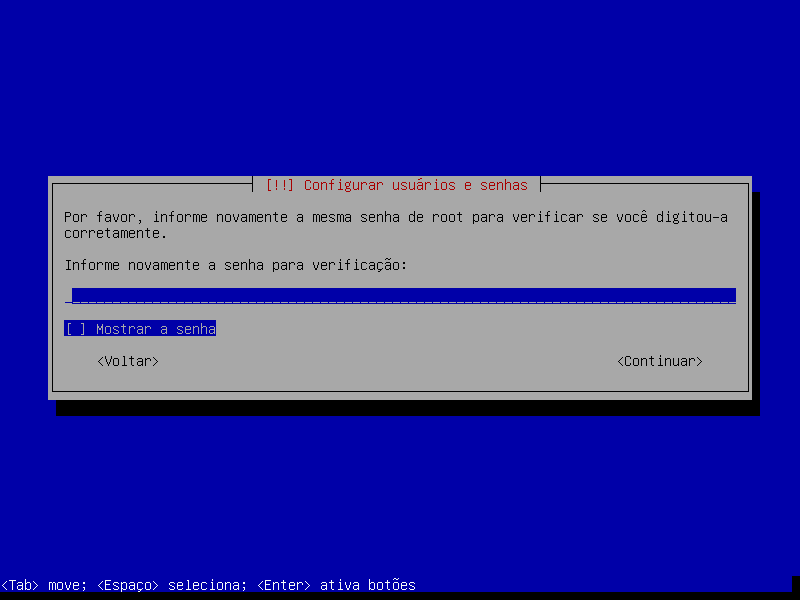 [!!] Configurar usuários e senhas
Por favor, informe novamente a mesma senha de root para verificar se você digitou-a
corretamente.
Informe novamente a senha para verificação:
[ ] Mostrar a senha
<Voltar> <Continuar>
<Tab> move; <Espaço> seleciona; <Enter> ativa botões